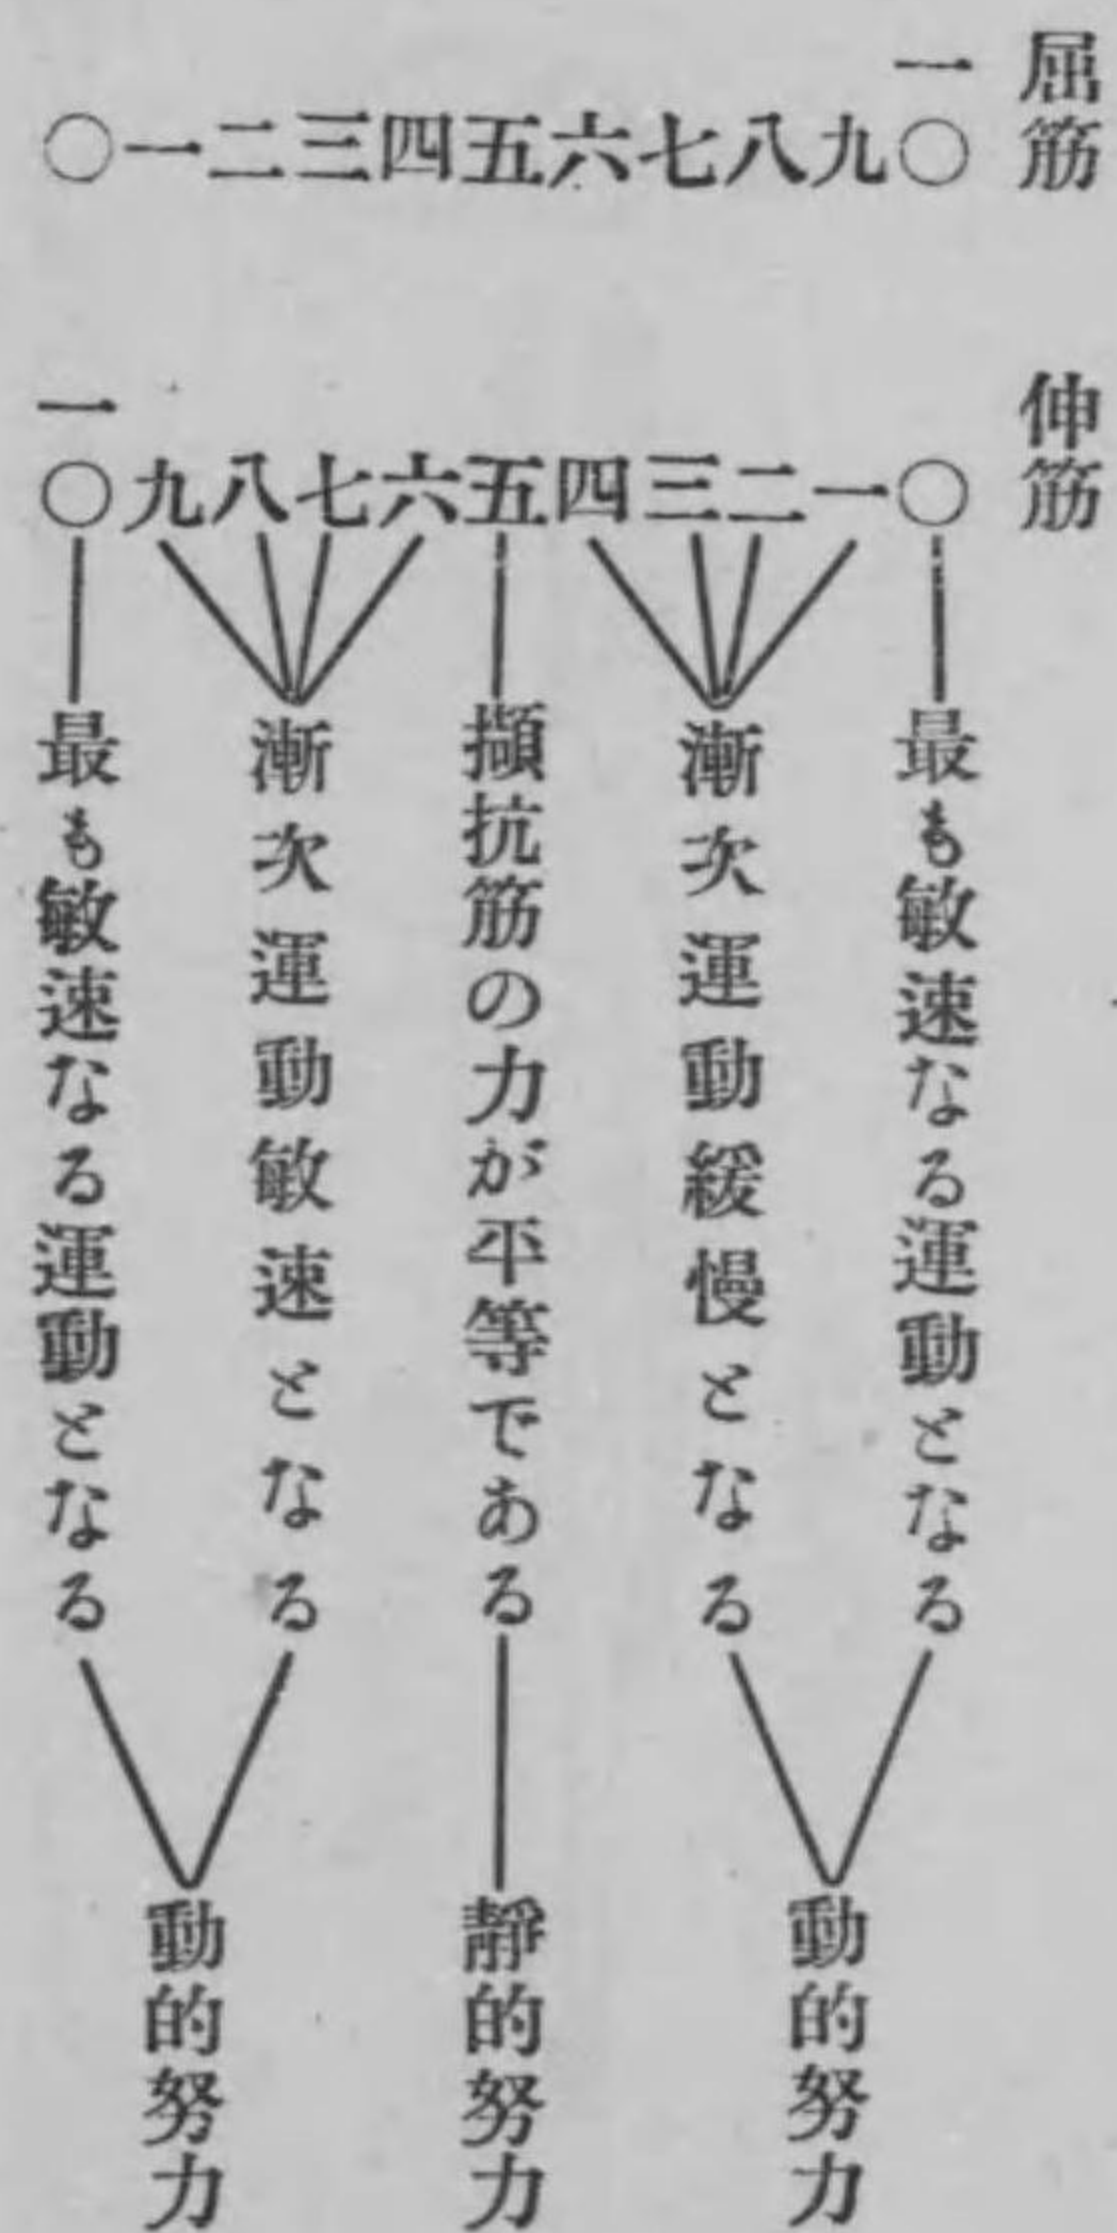 屈筋 伸筋
一〇 〇
九 一
八 二
七 三
六 四
五 五
四 六
三 七
二 八
一 九
〇 一〇
最も敏速なる運動となる
漸次運動緩慢となる
動的努力
擷抗筋の力が平等である
靜的努力
漸次運動敏速となる
最も敏速なる運動となる
動的努力